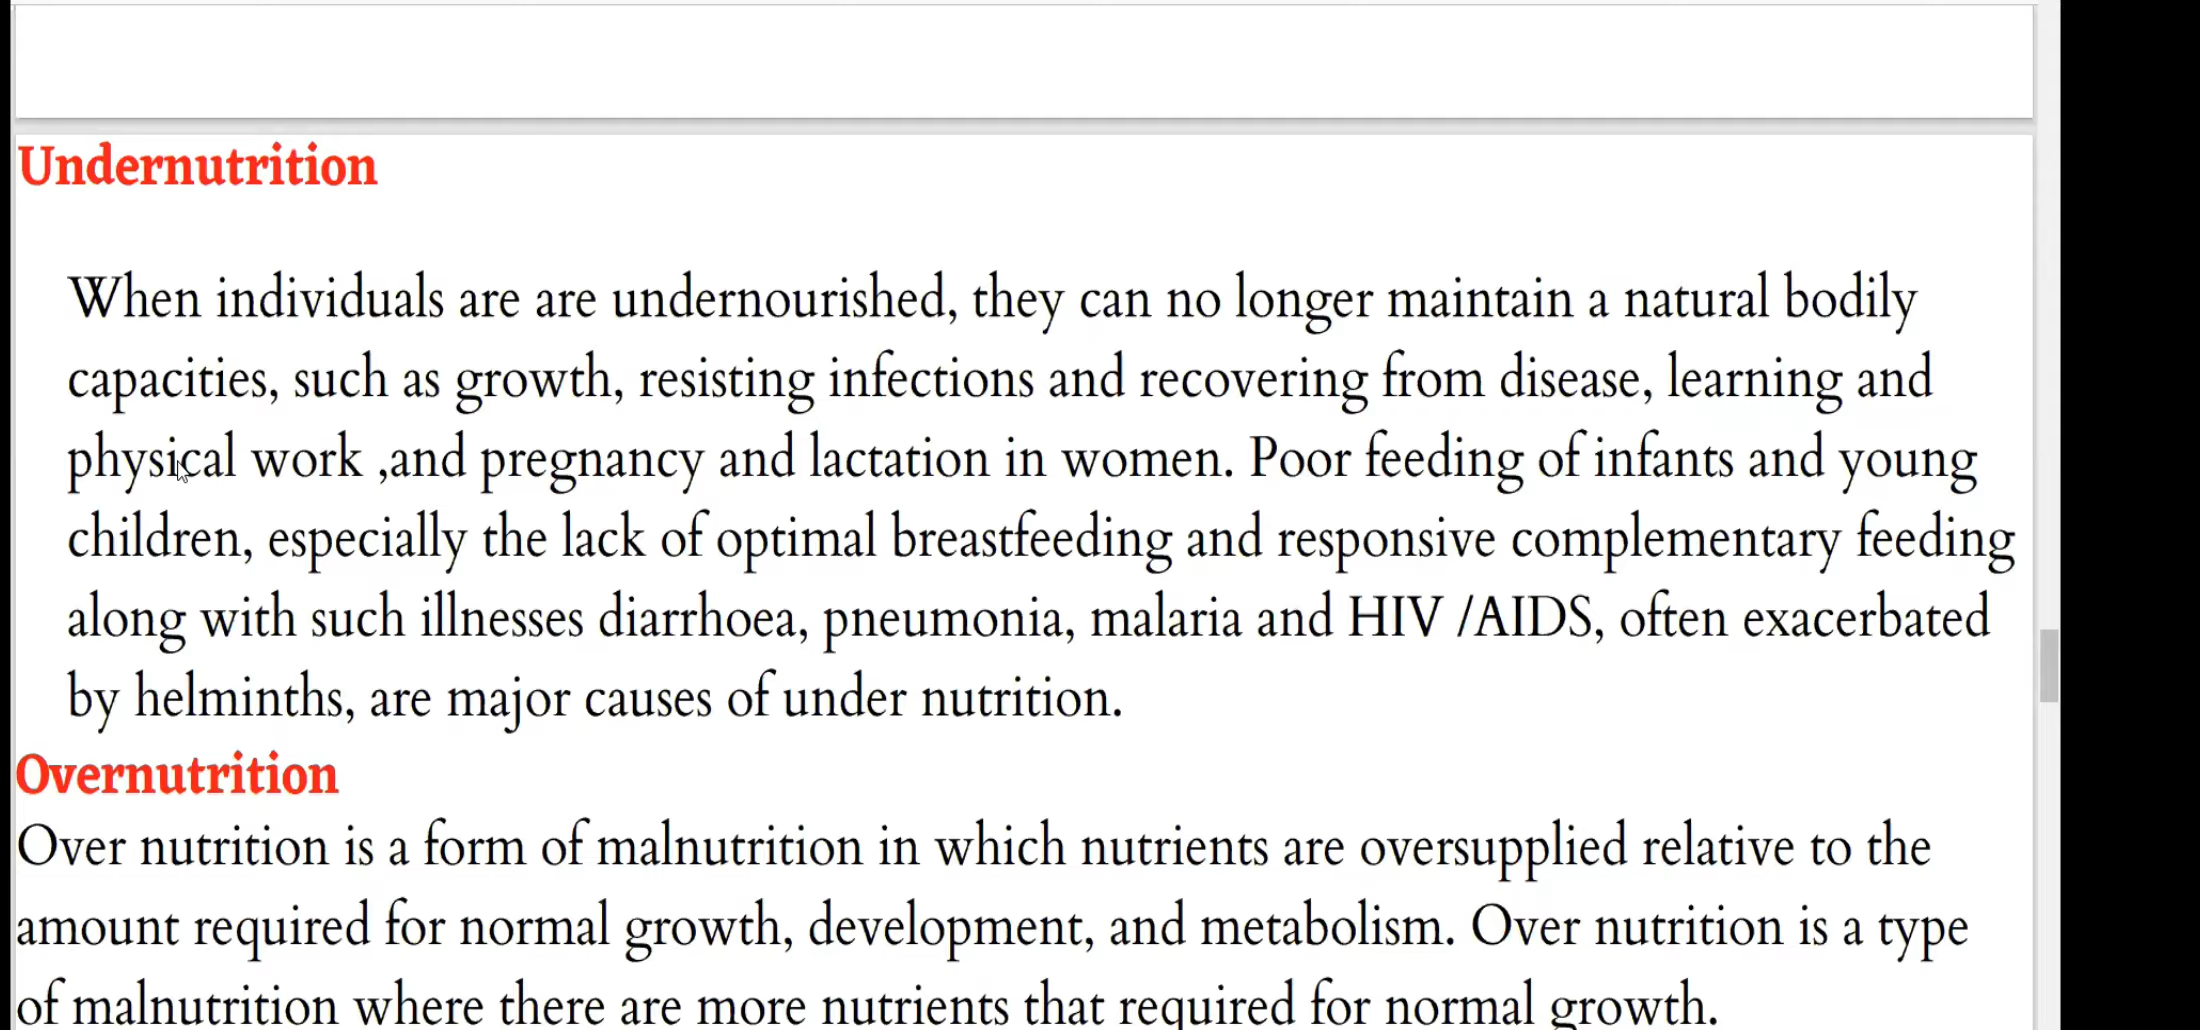 Undernutrition
When individuals are are undernourished, they can no longer maintain a natural bodily
capacities, such as growth, resisting infections and recovering from disease, learning and
physical work ,and pregnancy and lactation in women. Poor feeding of infants and young
children, especially the lack of optimal breastfeeding and responsive complementary feeding
along with such illnesses diarrhoea, pneumonia, malaria and HIV /AIDS, often exacerbated
by helminths, are major causes of under nutrition.
Overnutrition
Over nutrition is a form of malnutrition in which nutrients are oversupplied relative to the
amount required for normal growth, development, and metabolism. Over nutrition is a type
of malnutrition where there are more nutrients that required for normal growth.